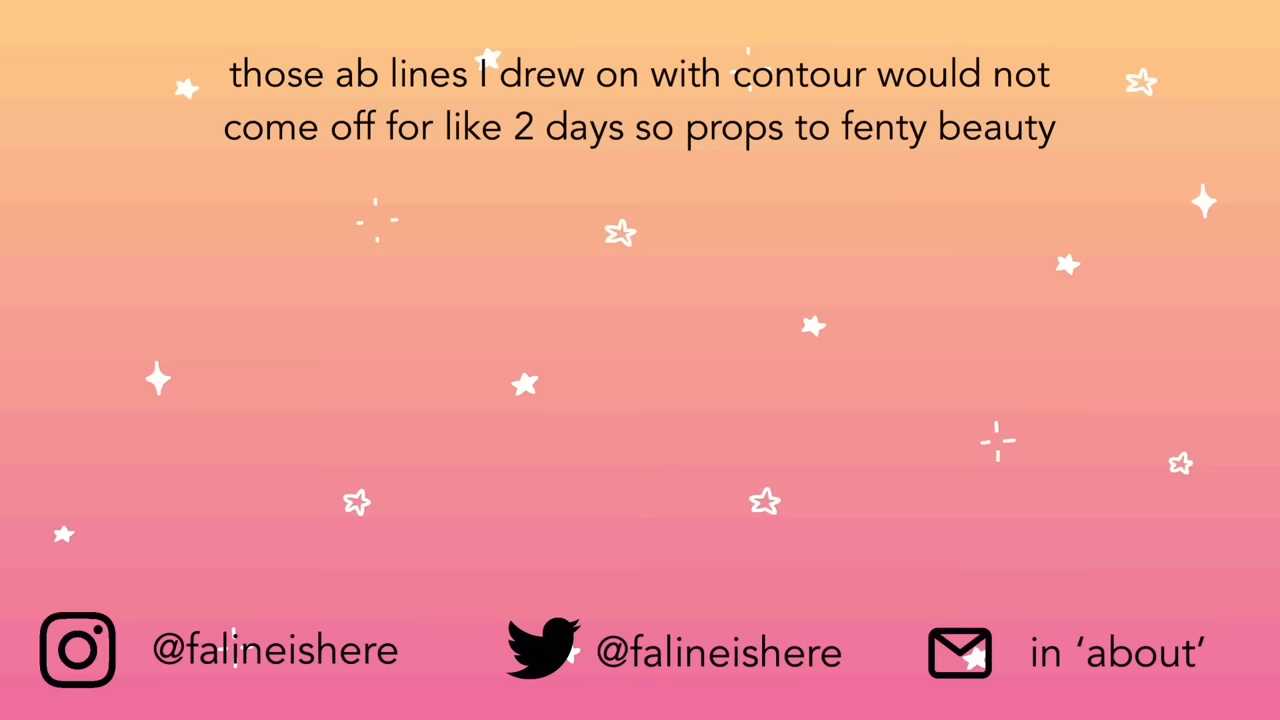 those ab lines I drew on with contour would not
come off for like 2 days so props to fenty beauty
@falineishere
@falineishere
in ‘about’